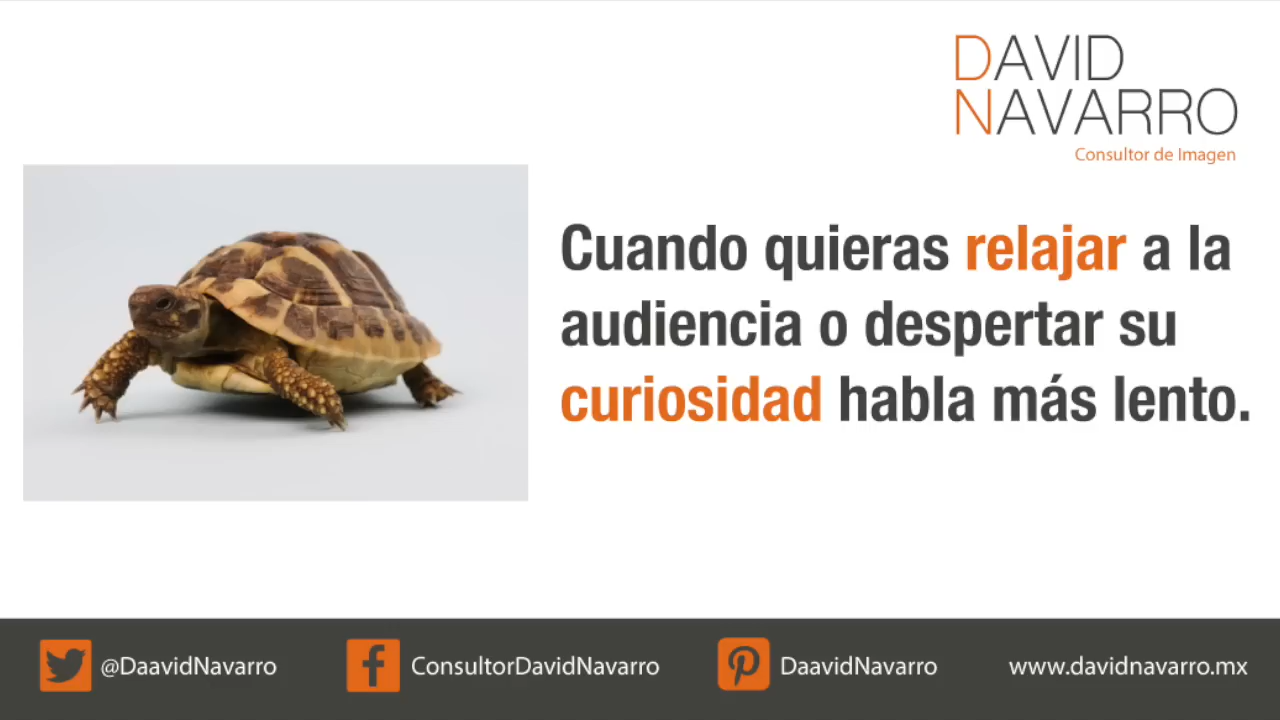 DAVID
NAVARRO
Consultor de Imagen
Cuando quieras relajar a la
audiencia o despertar su
curiosidad habla más lento.
@DaavidNavarro
ConsultorDavidNavarro
DaavidNavarro
www.davidnavarro.mx